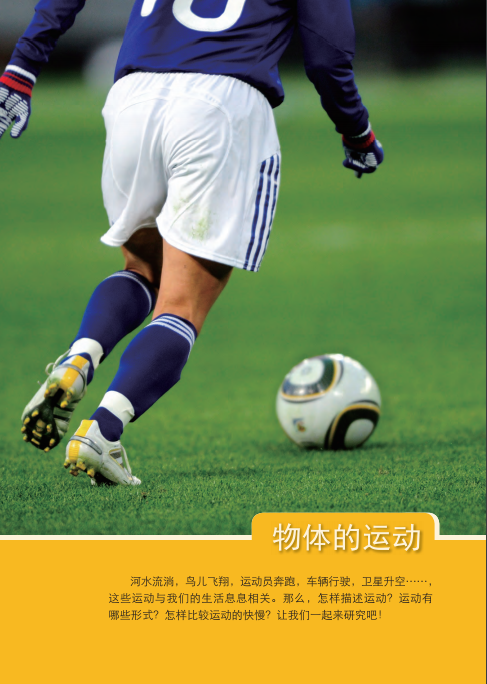 物体的运动
河水流淌，鸟儿飞翔，运动员奔跑，车辆行驶，卫星升空……，
这些运动与我们的生活息息相关。那么，怎样描述运动？运动有
哪些形式？怎样比较运动的快慢？让我们一起来研究吧！